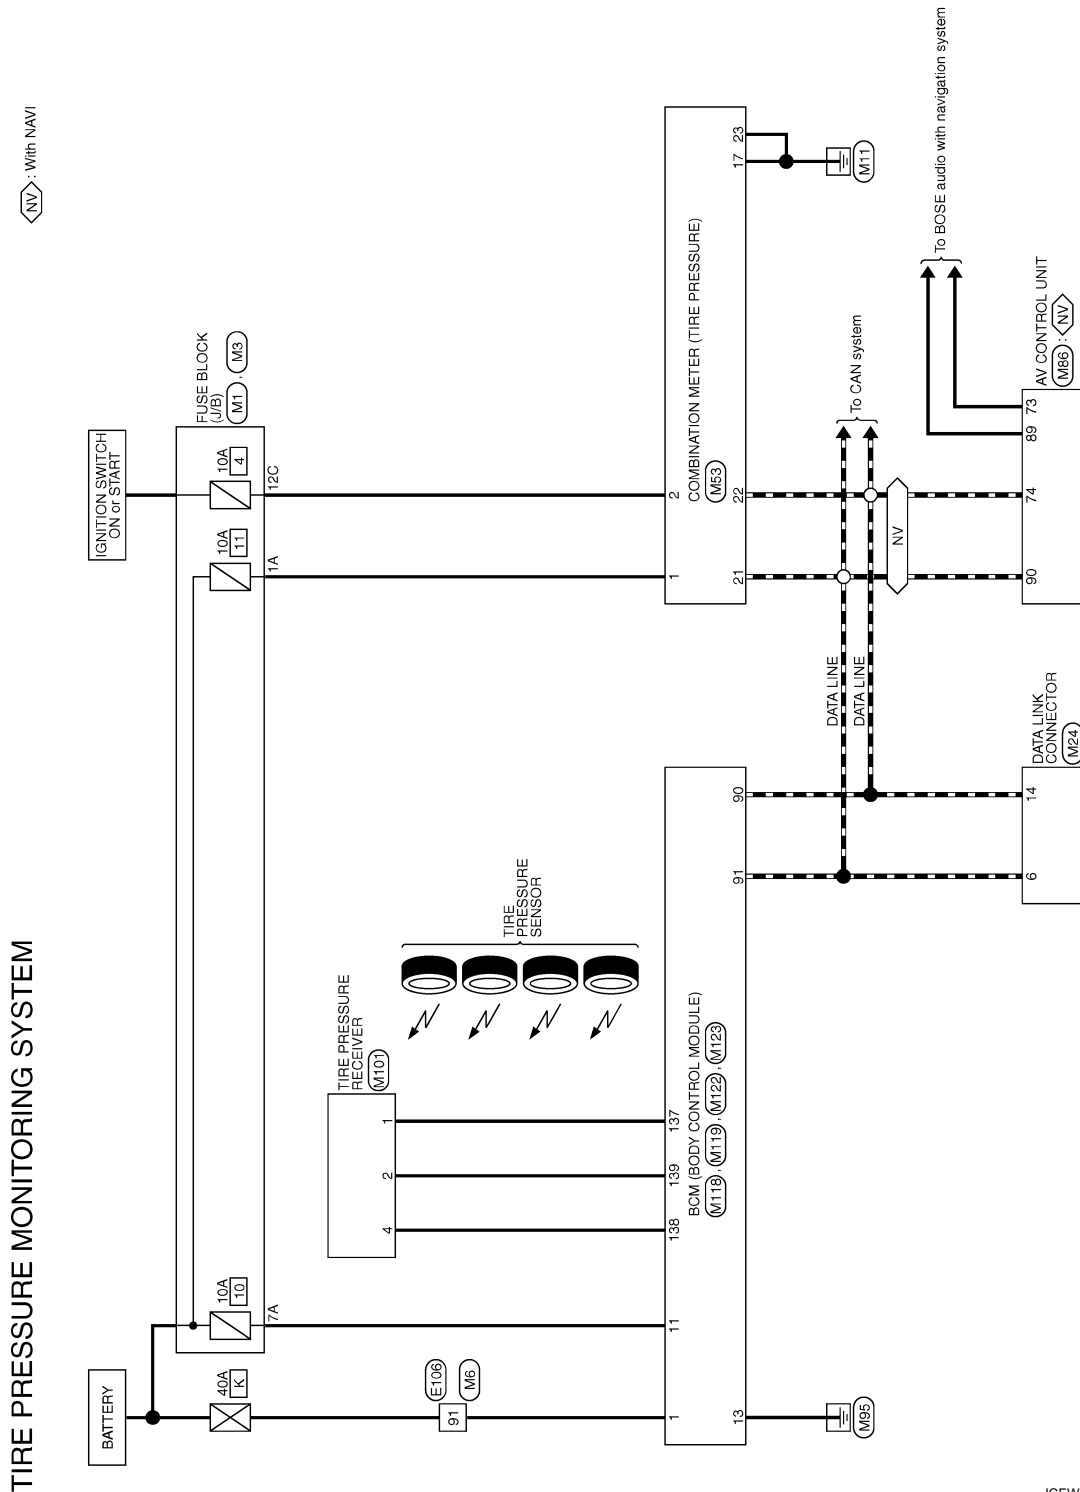 TIRE PRESSURE MONITORING SYSTEM
NV : With NAVI
BATTERY
IGNITION SWITCH
ON or START
40A
K
10A
10
10A
11
10A
4
FUSE BLOCK
(J/B)
M1 , M3
7A
1A
12C
E106
M6
91
TIRE PRESSURE
RECEIVER
M101
4
2
1
TIRE
PRESSURE
SENSOR
1
11
138
139
137
BCM (BODY CONTROL MODULE)
M118 , M119 , M122 , M123
13
91
90
1
2
COMBINATION METER (TIRE PRESSURE)
M53
21
22
17
23
M95
M11
DATA LINE
DATA LINE
To CAN system
NV
To BOSE audio with navigation system
6
14
DATA LINK
CONNECTOR
M24
90
74
89
73
AV CONTROL UNIT
M86 : NV